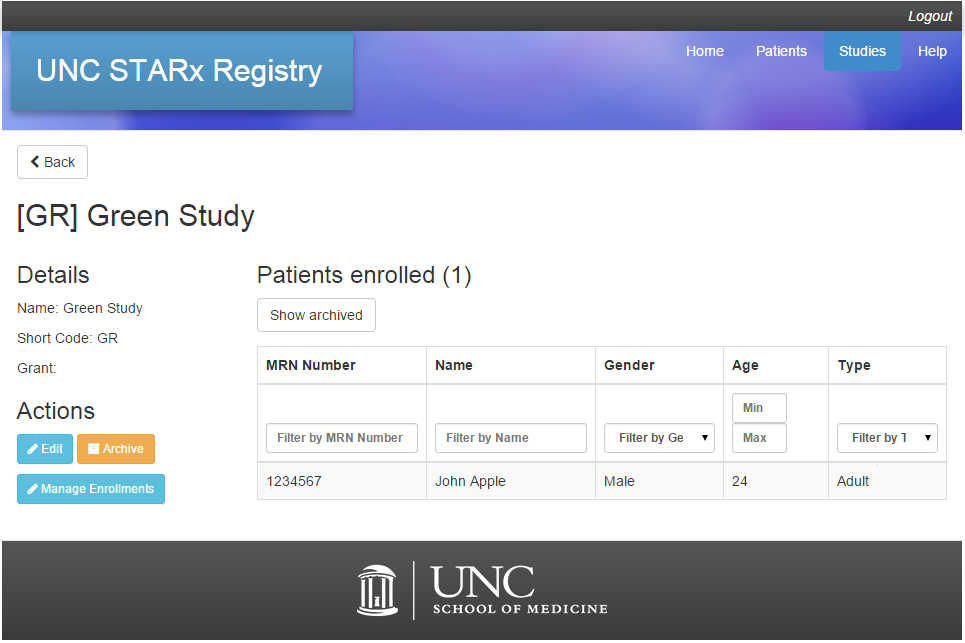 Logout
UNC STARx Registry
Home Patients Studies Help
Back
[GR] Green Study
Details
Name: Green Study
Short Code: GR
Grant:
Actions
Edit Archive
Manage Enrollments
Patients enrolled (1)
Show archived
MRN Number Name Gender Age Type
Min
Filter by MRN Number Filter by Name Filter by Ge Max Filter by T
1234567 John Apple Male 24 Adult
UNC
SCHOOL OF MEDICINE